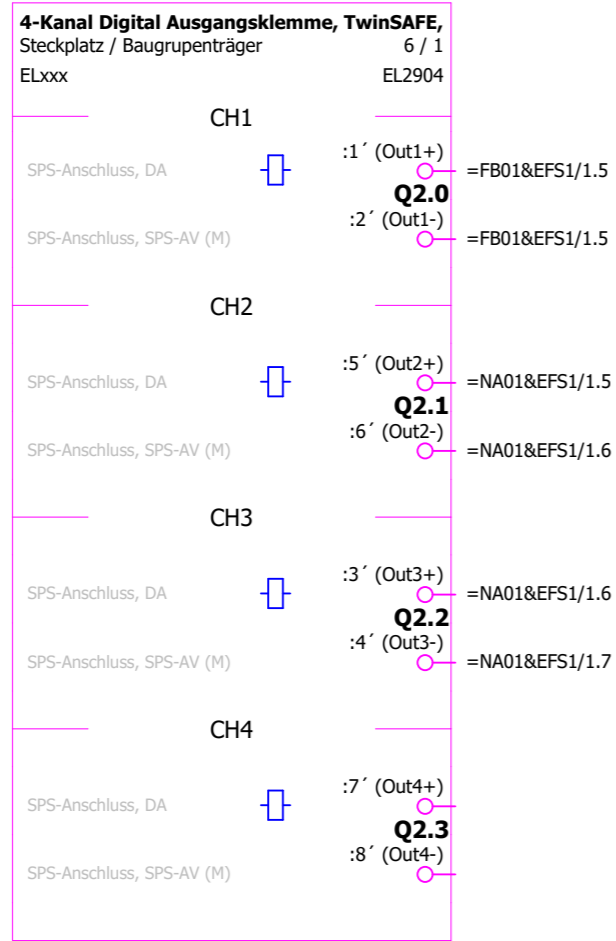 4-Kanal Digital Ausgangsklemme, TwinSAFE,
Steckplatz / Baugrupenträger 6 / 1
ELxxx EL2904
CH1
:1´ (Out1+)
SPS-Anschluss, DA =FB01&EFS1/1.5
Q2.0
:2´ (Out1-)
SPS-Anschluss, SPS-AV (M) =FB01&EFS1/1.5
CH2
:5´ (Out2+)
SPS-Anschluss, DA =NA01&EFS1/1.5
Q2.1
:6´ (Out2-)
SPS-Anschluss, SPS-AV (M) =NA01&EFS1/1.6
CH3
:3´ (Out3+)
SPS-Anschluss, DA =NA01&EFS1/1.6
Q2.2
:4´ (Out3-)
SPS-Anschluss, SPS-AV (M) =NA01&EFS1/1.7
CH4
:7´ (Out4+)
SPS-Anschluss, DA
Q2.3
:8´ (Out4-)
SPS-Anschluss, SPS-AV (M)